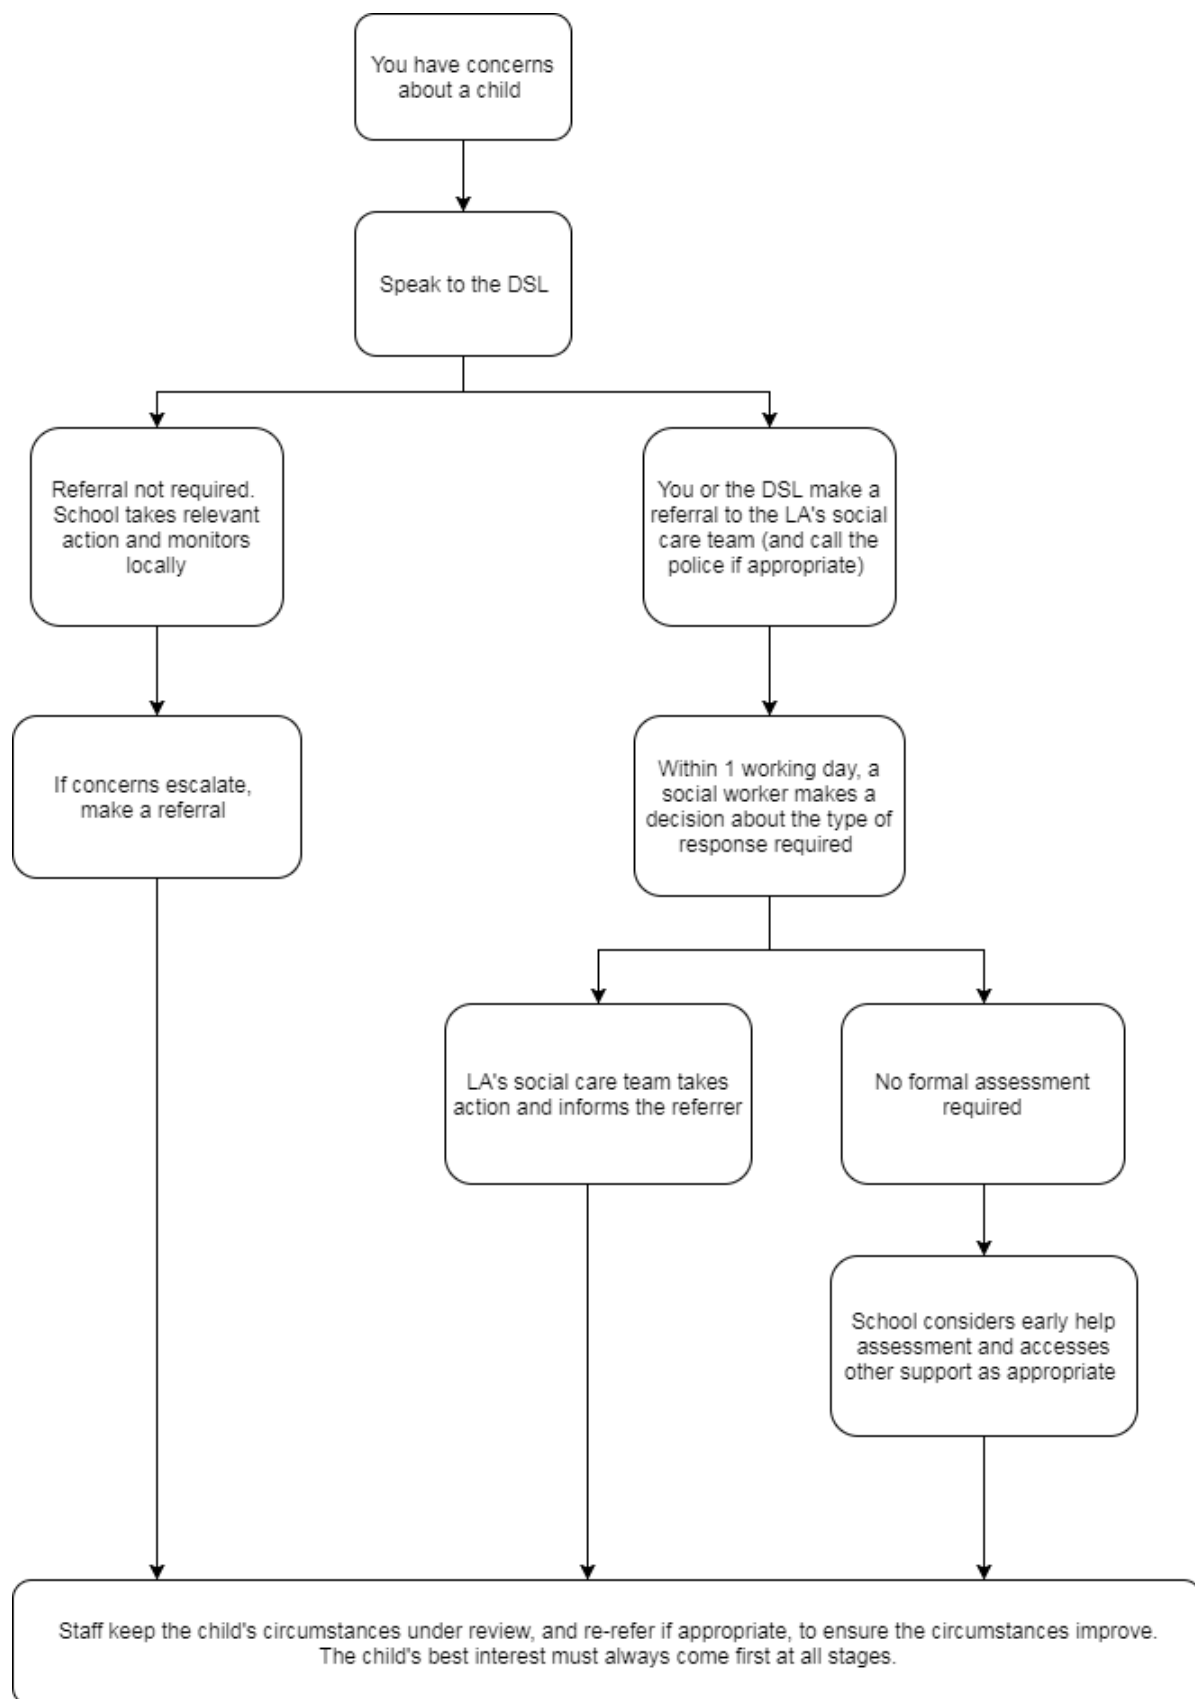 You have concerns
about a child
Speak to the DSL
Referral not required.
School takes relevant
action and monitors
locally
You or the DSL make a
referral to the LA's social
care team (and call the
police if appropriate)
If concerns escalate,
make a referral
Within 1 working day, a
social worker makes a
decision about the type of
response required
LA's social care team takes
action and informs the referrer
No formal assessment
required
School considers early help
assessment and accesses
other support as appropriate
Staff keep the child's circumstances under review, and re-refer if appropriate, to ensure the circumstances improve.
The child's best interest must always come first at all stages.